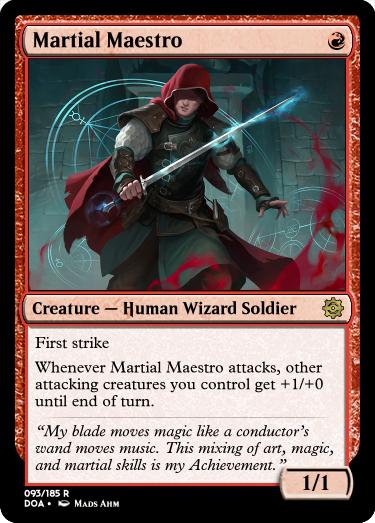 Martial Maestro
Creature — Human Wizard Soldier
First strike
Whenever Martial Maestro attacks, other
attacking creatures you control get +1/+0
until end of turn.
“My blade moves magic like a conductor’s
wand moves music. This mixing of art, magic,
and martial skills is my Achievement.”
1/1
093/185 R
DOA • Mads Ahm